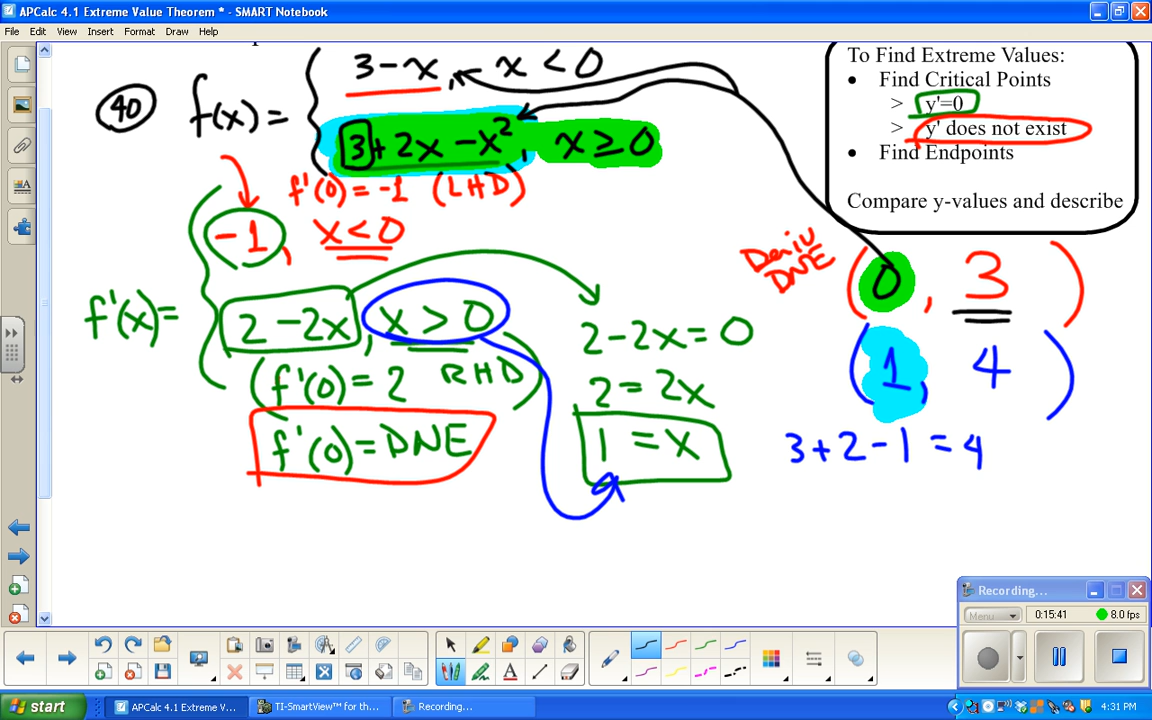 APCalc 4.1 Extreme Value Theorem * - SMART Notebook
File Edit View Insert Format Draw Help
To Find Extreme Values:
• Find Critical Points
> y'=0
> y' does not exist
• Find Endpoints
Compare y-values and describe
40
f(x) =
3-x, x < 0
3+2x-x², x ≥ 0
f'(0) = -1 (LHD)
-1, x<0
f'(x) =
2-2x, x > 0
(f'(0) = 2 RHD)
f'(0) = DNE
2-2x=0
2 = 2x
1 = x
Deriv
DNE
(0, 3)
(1, 4)
3+2-1=4
Recording...
Menu
0:15:41
8.0 fps
start
APCalc 4.1 Extreme V...
TI-SmartView™ for th...
Recording...
4:31 PM